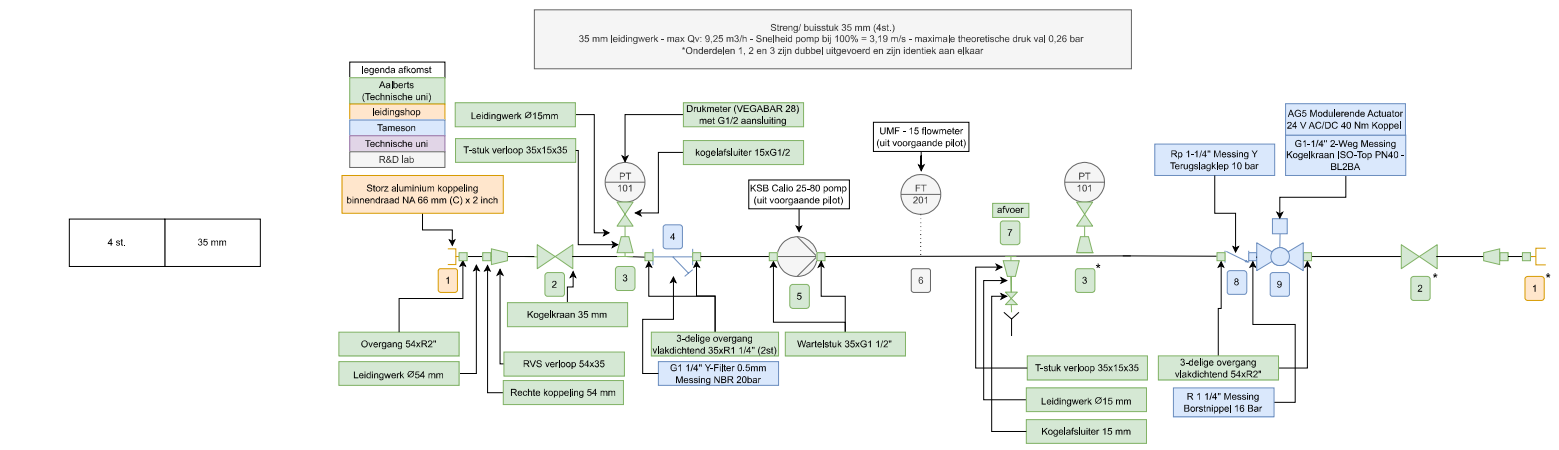 Streng/ buisstuk 35 mm (4st.)
35 mm leidingwerk - max Qv: 9,25 m3/h - Snelheid pomp bij 100% = 3,19 m/s - maximale theoretische druk val 0,26 bar
*Onderdelen 1, 2 en 3 zijn dubbel uitgevoerd en zijn identiek aan elkaar
legenda afkomst
Aalberts
(Technische uni)
leidingshop
Tameson
Technische uni
R&D lab
Leidingwerk Ø15mm
T-stuk verloop 35x15x35
Drukmeter (VEGABAR 28)
met G1/2 aansluiting
kogelafsluiter 15xG1/2
UMF - 15 flowmeter
(uit voorgaande pilot)
AG5 Modulerende Actuator
24 V AC/DC 40 Nm Koppel
G1-1/4" 2-Weg Messing
Kogelkraan ISO-Top PN40 -
BL2BA
Rp 1-1/4" Messing Y
Terugslagklep 10 bar
Storz aluminium koppeling
binnendraad NA 66 mm (C) x 2 inch
PT
101
KSB Calio 25-80 pomp
(uit voorgaande pilot)
FT
201
PT
101
afvoer
4 st.
35 mm
1
2
3
4
5
6
7
3
*
8
9
2
*
1
*
Kogelkraan 35 mm
Overgang 54xR2"
Leidingwerk Ø54 mm
RVS verloop 54x35
Rechte koppeling 54 mm
3-delige overgang
vlakdichtend 35xR1 1/4" (2st)
G1 1/4" Y-Filter 0.5mm
Messing NBR 20bar
Wartelstuk 35xG1 1/2"
T-stuk verloop 35x15x35
Leidingwerk Ø15 mm
Kogelafsluiter 15 mm
3-delige overgang
vlakdichtend 54xR2"
R 1 1/4" Messing
Borstnippel 16 Bar